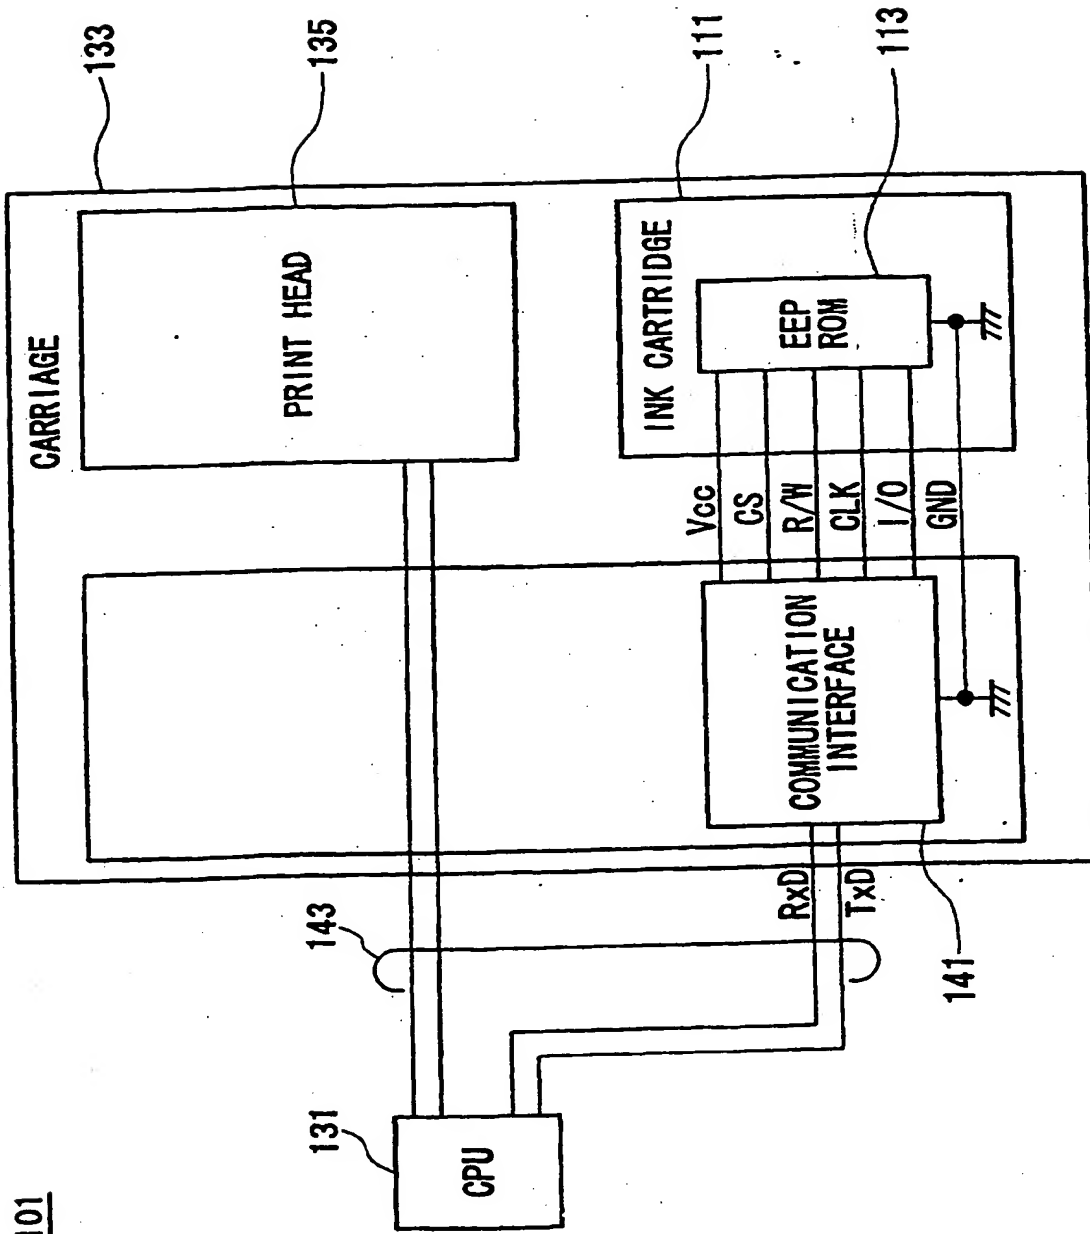 101
CARRIAGE
133
PRINT HEAD
135
INK CARTRIDGE
111
EEP
ROM
113
Vcc
CS
R/W
CLK
I/O
GND
COMMUNICATION
INTERFACE
141
RxD
TxD
143
131
CPU